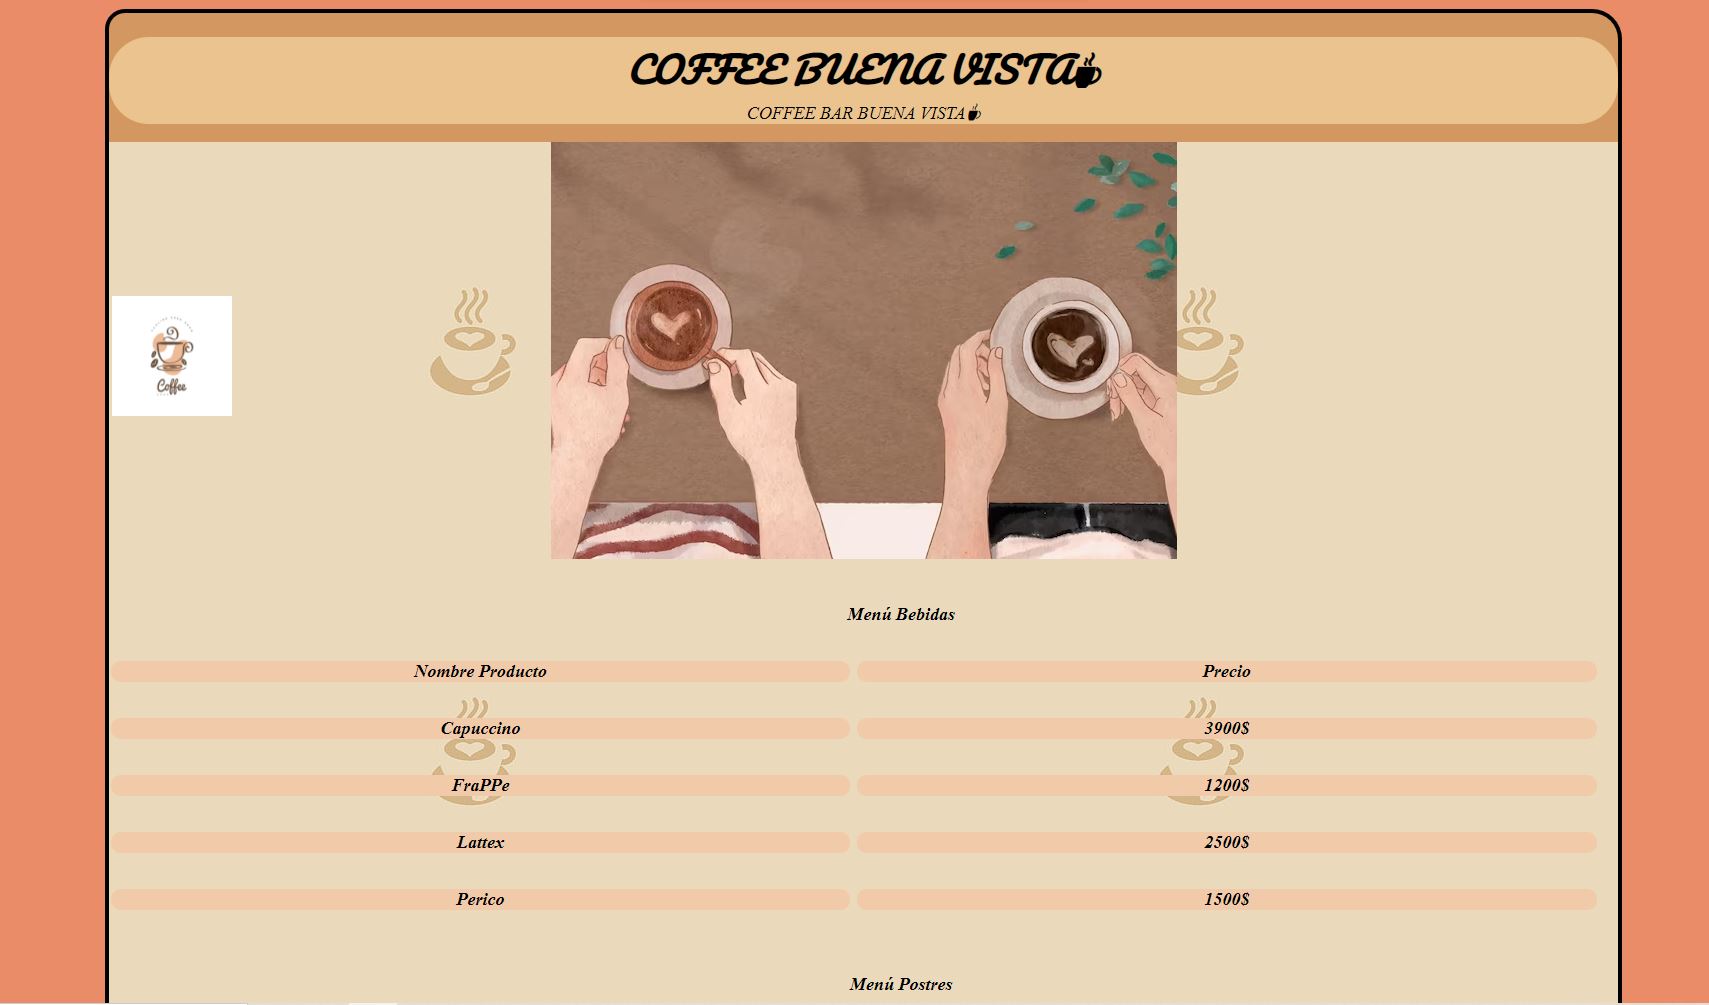 COFFEE BUENA VISTA
COFFEE BAR BUENA VISTA
Coffee
Menú Bebidas
Nombre Producto Precio
Capuccino 3900$
FraPPe 1200$
Lattex 2500$
Perico 1500$
Menú Postres